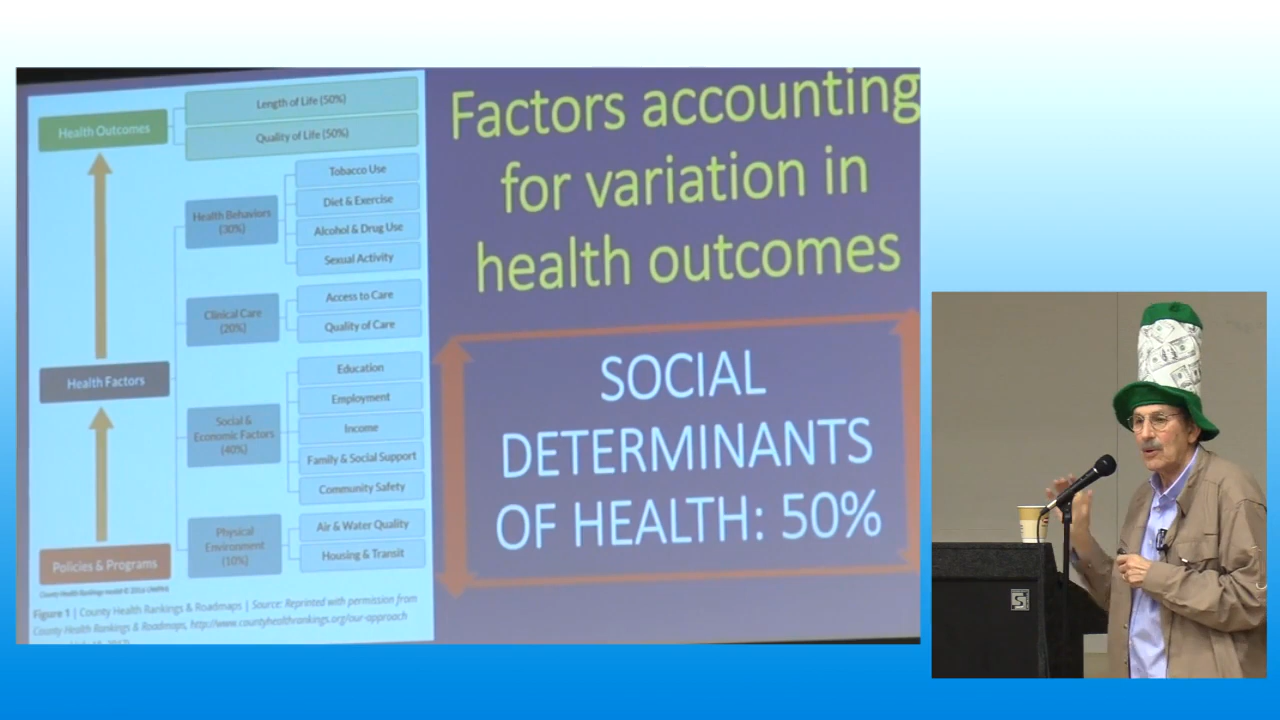 Health Outcomes
Length of Life (50%)
Quality of Life (50%)
Health Behaviors
(30%)
Tobacco Use
Diet & Exercise
Alcohol & Drug Use
Sexual Activity
Clinical Care
(20%)
Access to Care
Quality of Care
Health Factors
Social &
Economic Factors
(40%)
Education
Employment
Income
Family & Social Support
Community Safety
Physical
Environment
(10%)
Air & Water Quality
Housing & Transit
Policies & Programs
County Health Rankings model
Figure 1 | County Health Rankings & Roadmaps | Source: Reprinted with permission from
County Health Rankings & Roadmaps, http://www.countyhealthrankings.org/our-approach
Factors accounting
for variation in
health outcomes
SOCIAL
DETERMINANTS
OF HEALTH: 50%